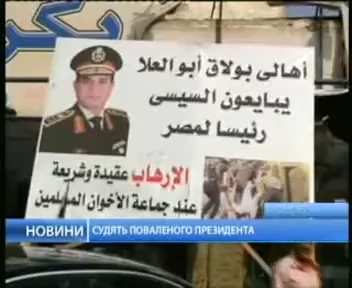 أهالى بولاق أبو العلا
يبايعون السيسى
رئيسا لمصر
الإرهاب عقيدة وشريعة
عند جماعة الأخوان المسلمين
НОВИНИ
СУДЯТЬ ПОВАЛЕНОГО ПРЕЗИДЕНТА